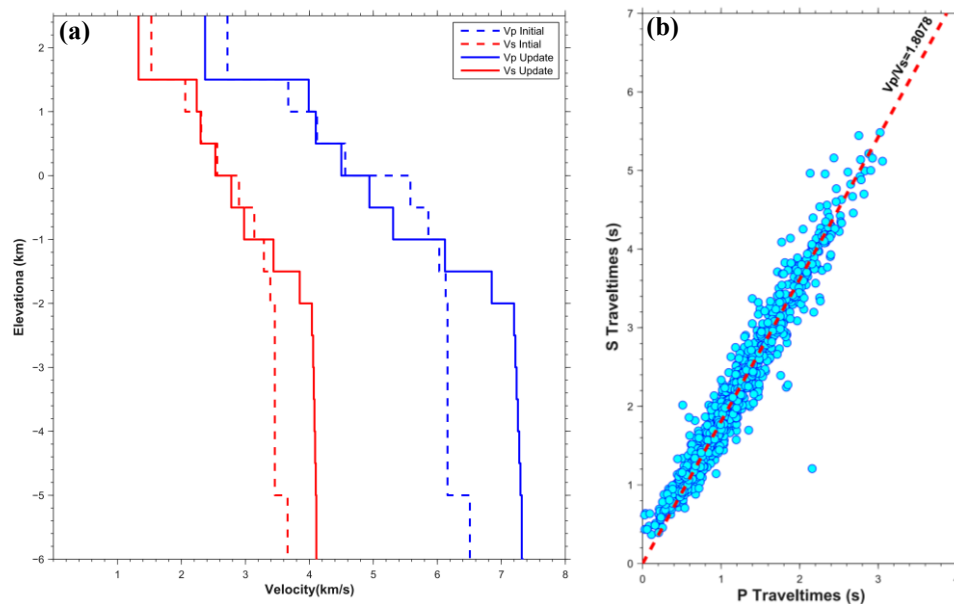 (a)
Vp Initial
Vs Intial
Vp Update
Vs Update
2
1
0
−1
−2
−3
−4
−5
−6
Elevationa (km)
1 2 3 4 5 6 7 8
Velocity(km/s)
(b)
Vp/Vs=1.8078
7
6
5
4
3
2
1
0
S Traveltimes (s)
0 1 2 3
P Traveltimes (s)